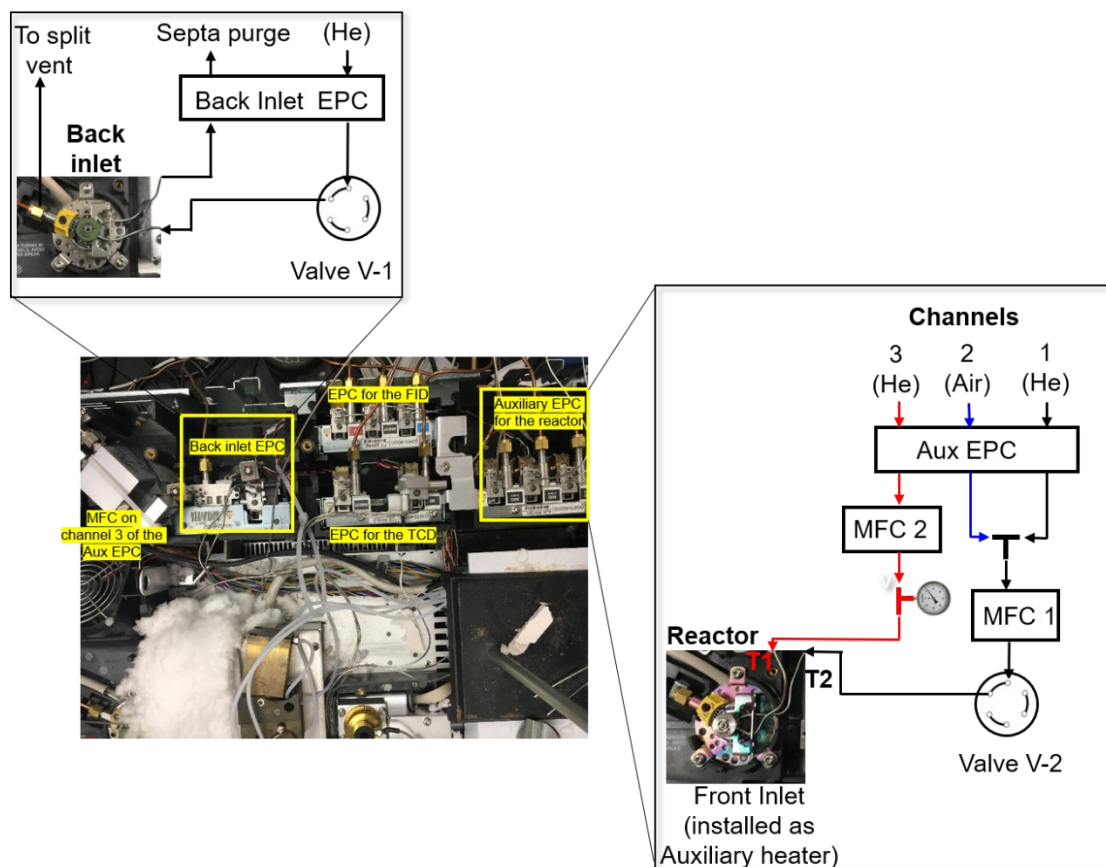 To split
vent
Septa purge
(He)
Back Inlet EPC
Back
inlet
Valve V-1
EPC for the FID
Auxiliary EPC
for the reactor
Back inlet EPC
MFC on
channel 3 of the
Aux EPC
EPC for the TCD
Channels
3
2
1
(He)
(Air)
(He)
Aux EPC
MFC 2
V
MFC 1
Reactor
T1
T2
Valve V-2
Front Inlet
(installed as
Auxiliary heater)